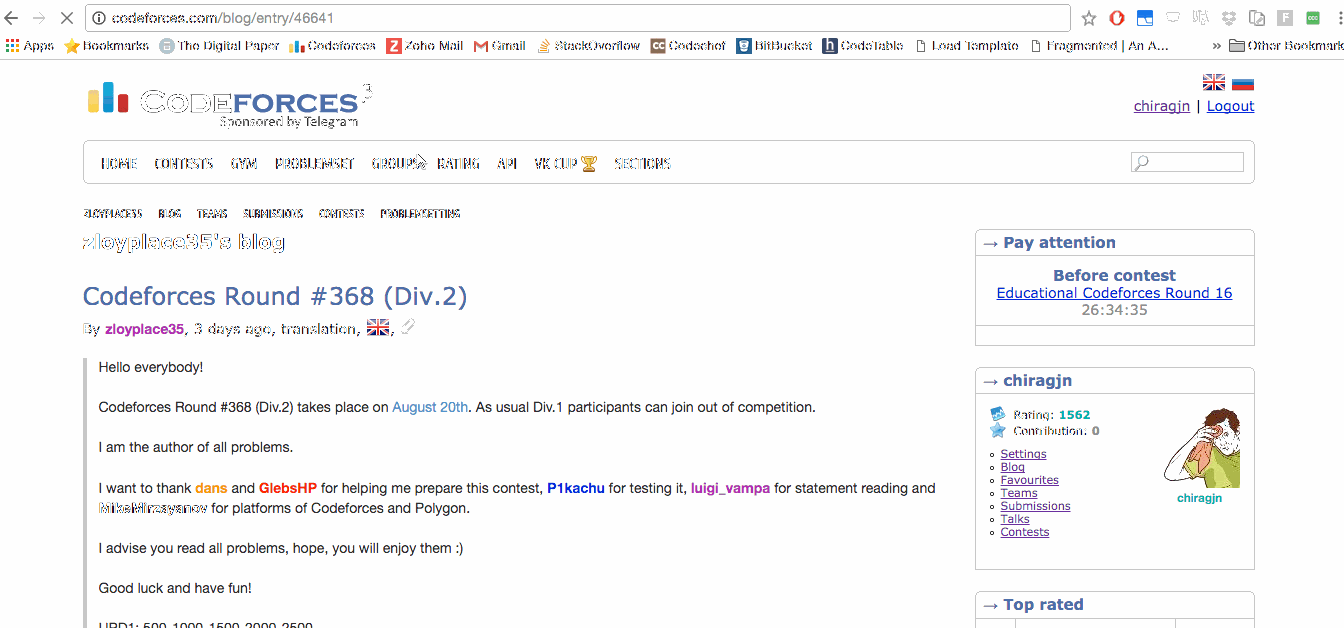 codeforces.com/blog/entry/46641
Apps Bookmarks The Digital Paper Codeforces Zoho Mail Gmail StackOverflow Codechef BitBucket CodeTable Load Template Fragmented | An A... » Other Bookmark
CODEFORCES
Sponsored by Telegram
chiragjn | Logout
HOME CONTESTS GYM PROBLEMSET GROUPS RATING API VK CUP SECTIONS
ZLOYPLACE35 BLOG TEAMS SUBMISSIONS CONTESTS PROBLEMSETTING
zloyplace35's blog
Codeforces Round #368 (Div.2)
By zloyplace35, 3 days ago, translation,
Hello everybody!
Codeforces Round #368 (Div.2) takes place on August 20th. As usual Div.1 participants can join out of competition.
I am the author of all problems.
I want to thank dans and GlebsHP for helping me prepare this contest, P1kachu for testing it, luigi_vampa for statement reading and
MikeMirzayanov for platforms of Codeforces and Polygon.
I advise you read all problems, hope, you will enjoy them :)
Good luck and have fun!
UPD1: 500-1000-1500-2000-2500
→ Pay attention
Before contest
Educational Codeforces Round 16
26:34:35
→ chiragjn
Rating: 1562
Contribution: 0
Settings
Blog
Favourites
Teams
Submissions
Talks
Contests
chiragjn
→ Top rated